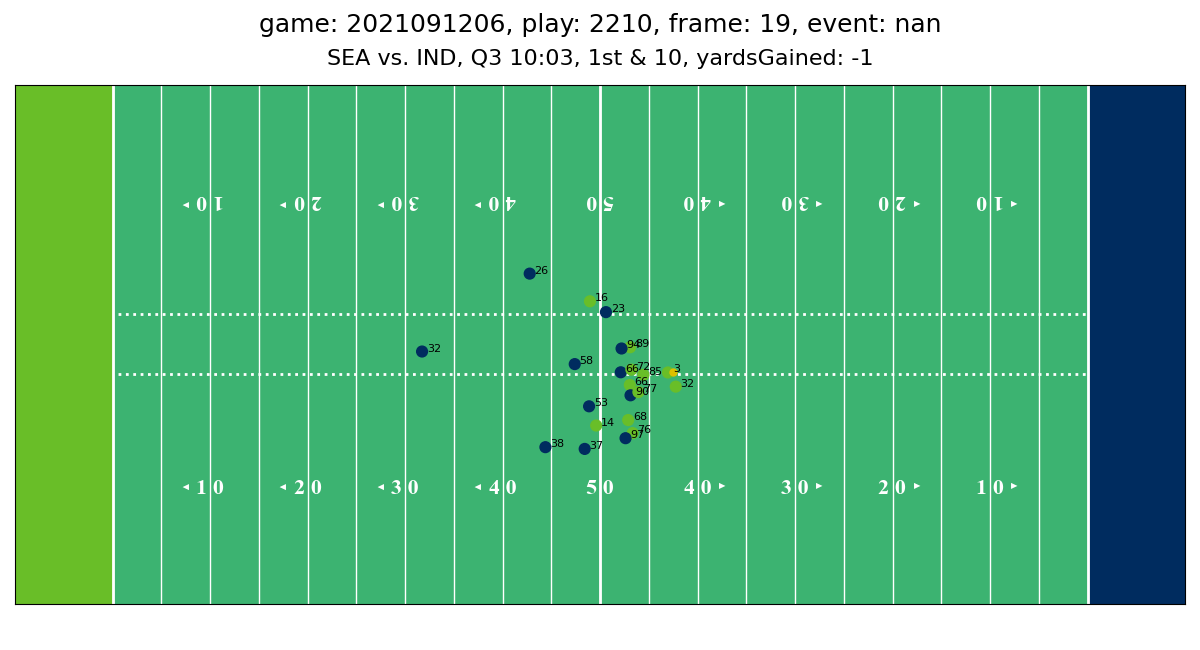 game: 2021091206, play: 2210, frame: 19, event: nan
SEA vs. IND, Q3 10:03, 1st & 10, yardsGained: -1
10 20 30 40 50 40 30 20 10
26
16
23
94 89
32
58
66 72 85 3
66 77 32
90
53
14 68
76
97
38 37
10 20 30 40 50 40 30 20 10